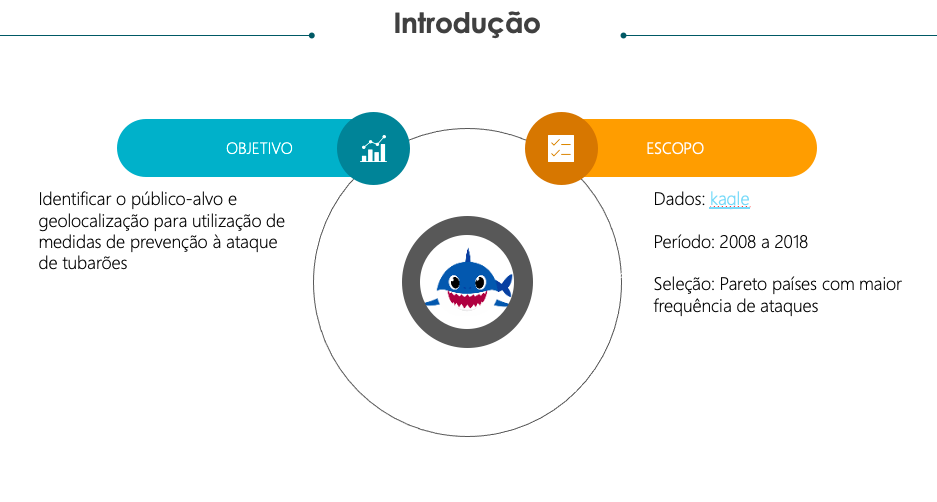 Introdução
OBJETIVO
Identificar o público-alvo e
geolocalização para utilização de
medidas de prevenção à ataque
de tubarões
ESCOPO
Dados: kagle
Período: 2008 a 2018
Seleção: Pareto países com maior
frequência de ataques